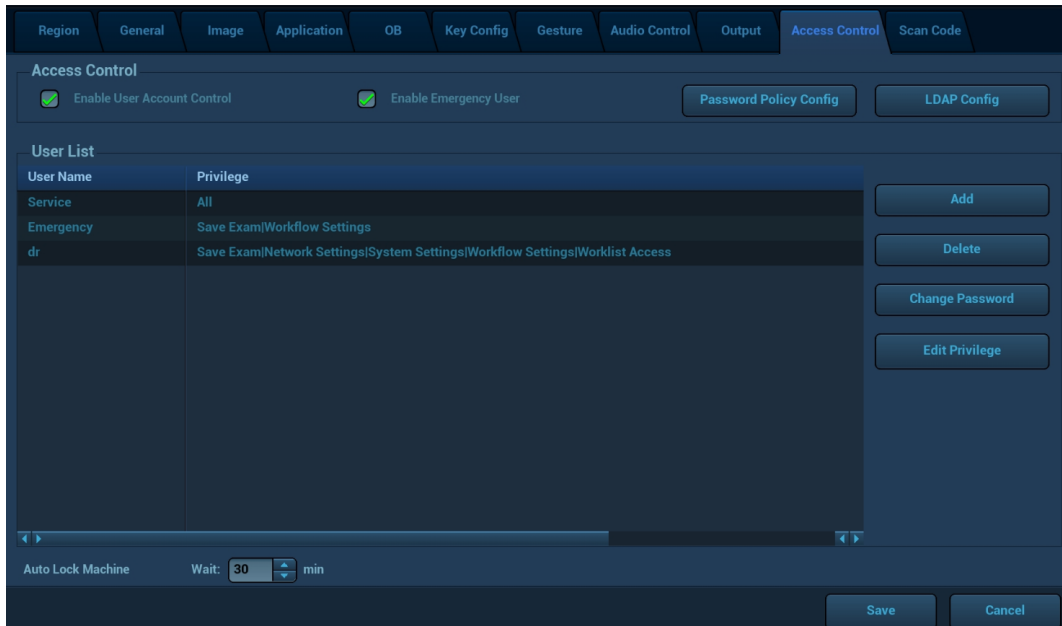 Region General Image Application OB Key Config Gesture Audio Control Output Access Control Scan Code
Access Control
Enable User Account Control Enable Emergency User Password Policy Config LDAP Config
User List
User Name Privilege
Service All
Emergency Save Exam|Workflow Settings
dr Save Exam|Network Settings|System Settings|Workflow Settings|Worklist Access
Add
Delete
Change Password
Edit Privilege
Auto Lock Machine Wait: 30 min
Save Cancel